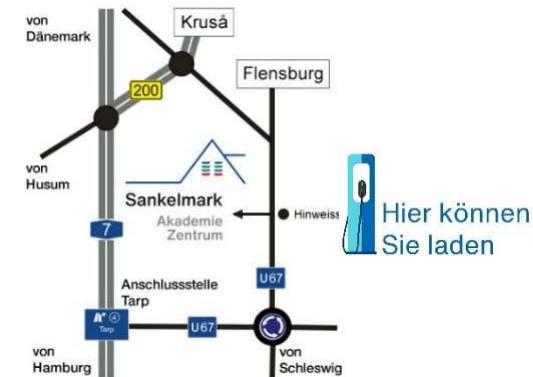 von
Dänemark
Kruså
Flensburg
200
von
Husum
Sankelmark
Akademie
Zentrum
Hinweiss
Hier können
Sie laden
7
U67
Anschlussstelle
Tarp
Tarp
U67
von
Hamburg
von
Schleswig